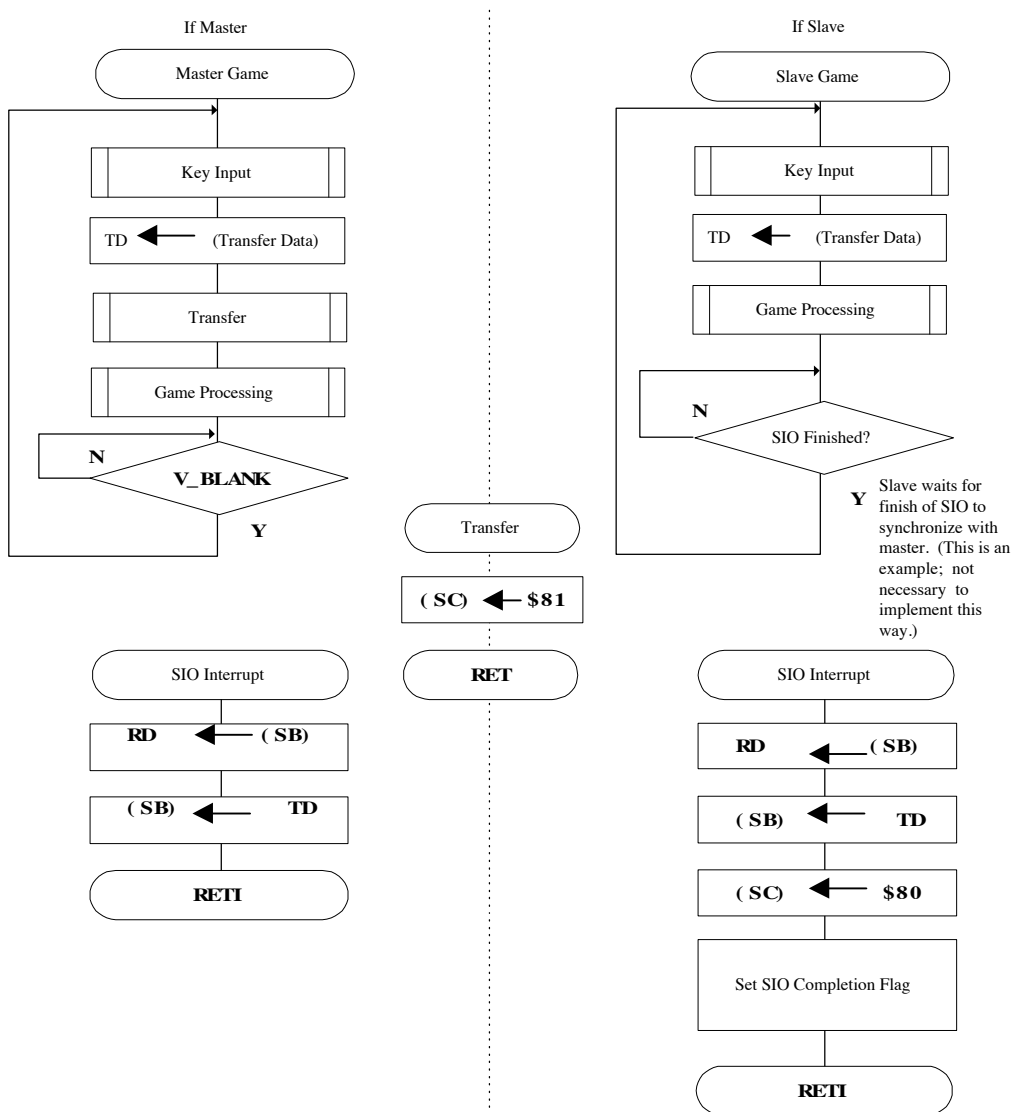 If Master
Master Game
Key Input
TD (Transfer Data)
Transfer
Game Processing
N
V_BLANK
Y
SIO Interrupt
RD (SB)
(SB) TD
RETI
Transfer
(SC) $81
RET
If Slave
Slave Game
Key Input
TD (Transfer Data)
Game Processing
N
SIO Finished?
Y
Slave waits for
finish of SIO to
synchronize with
master. (This is an
example; not
necessary to
implement this
way.)
SIO Interrupt
RD (SB)
(SB) TD
(SC) $80
Set SIO Completion Flag
RETI